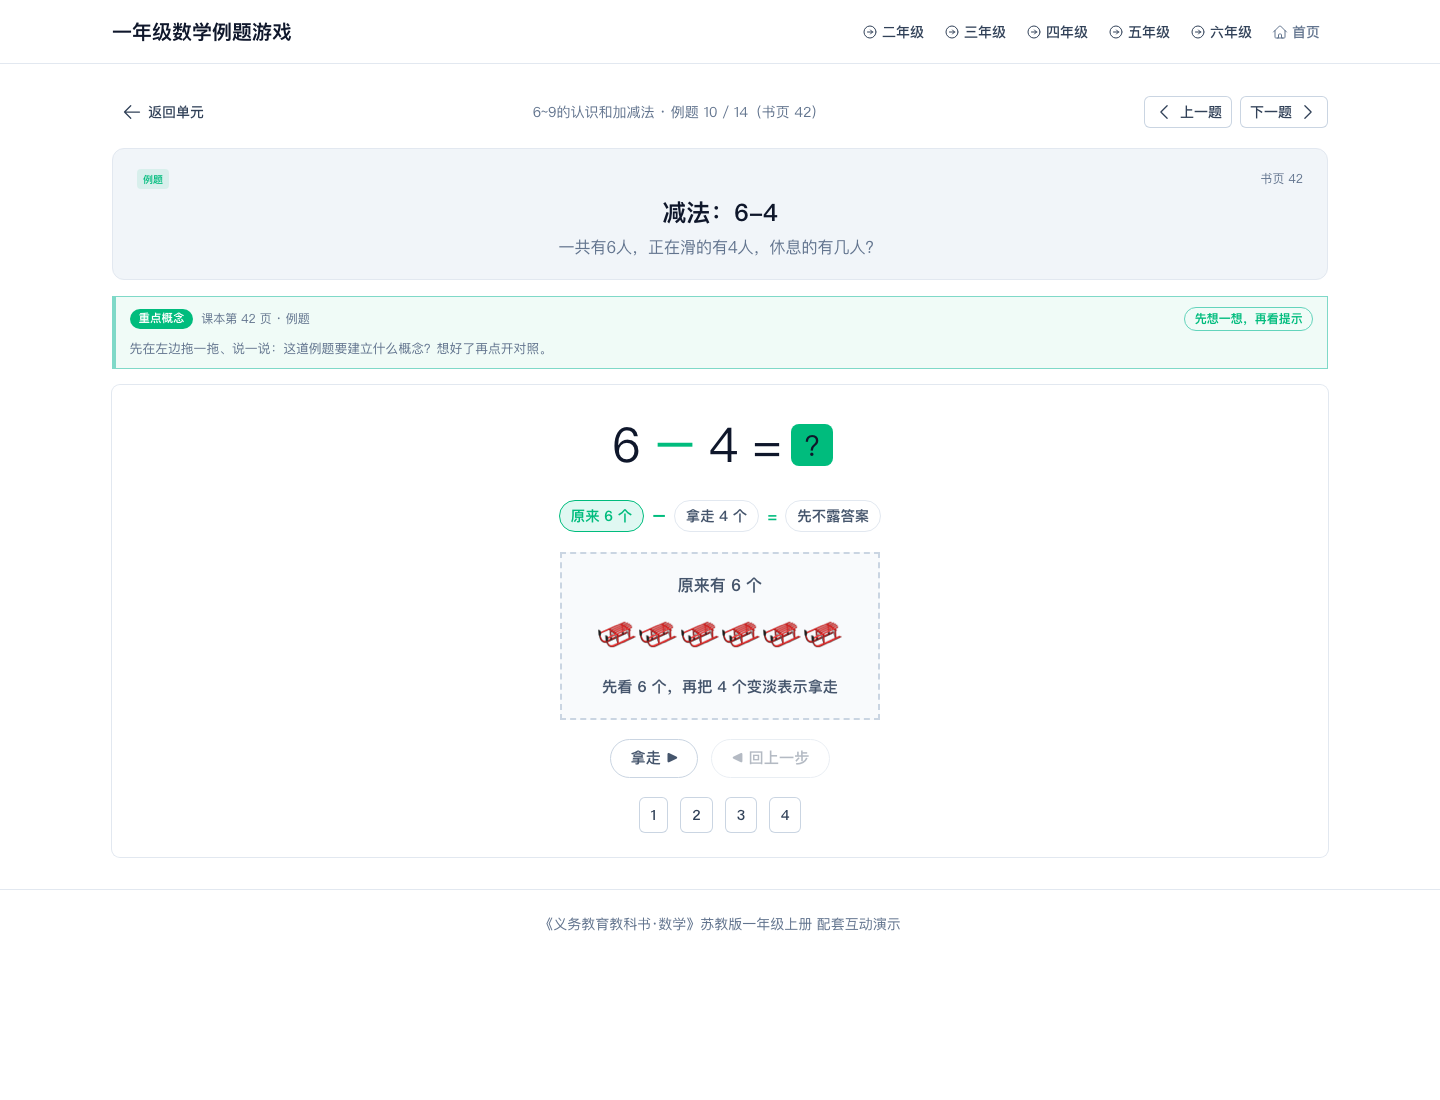 一年级数学例题游戏
二年级 三年级 四年级 五年级 六年级 首页
返回单元
6~9的认识和加减法 · 例题 10 / 14（书页 42）
上一题 下一题
例题
书页 42
减法：6−4
一共有6人，正在滑的有4人，休息的有几人？
重点概念 课本第 42 页 · 例题
先想一想，再看提示
先在左边拖一拖、说一说：这道例题要建立什么概念？想好了再点开对照。
6 − 4 = ?
原来 6 个 − 拿走 4 个 = 先不露答案
原来有 6 个
先看 6 个，再把 4 个变淡表示拿走
拿走 ▶ ◀ 回上一步
1 2 3 4
《义务教育教科书·数学》苏教版一年级上册 配套互动演示